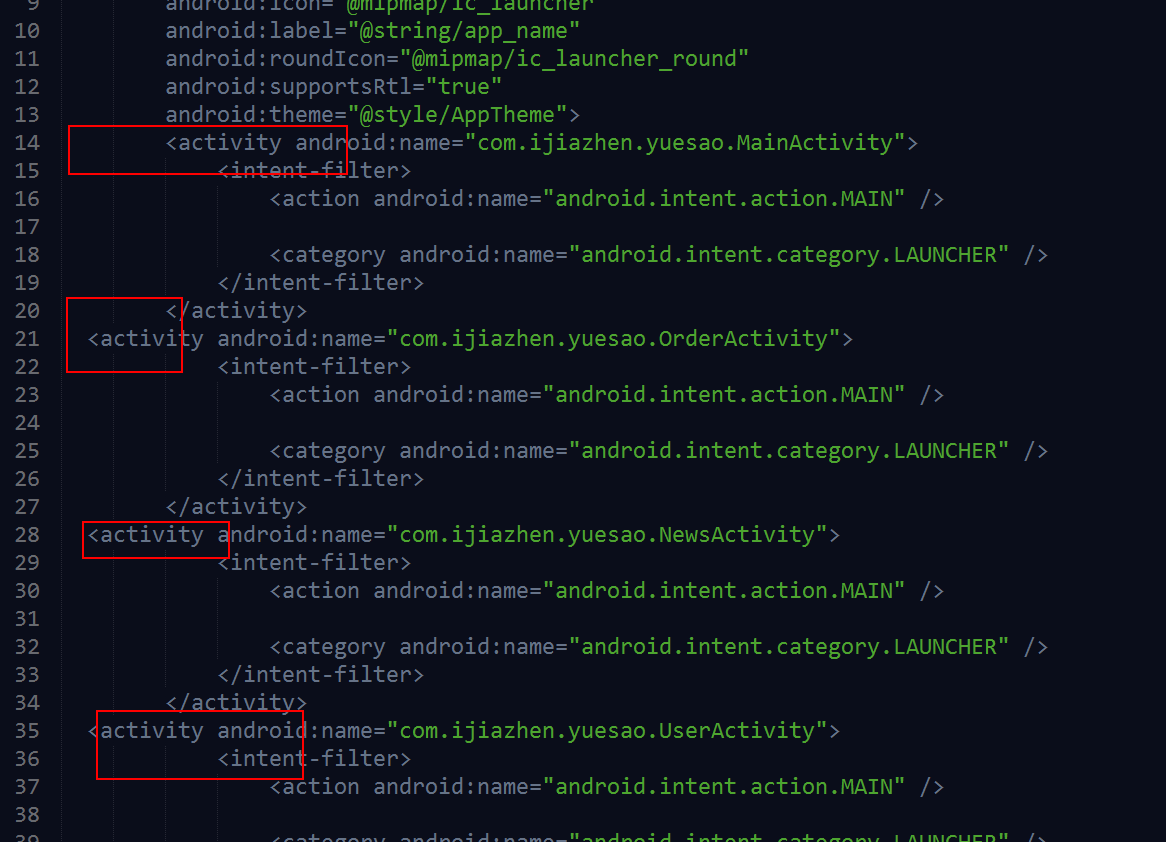 9 android:icon="@mipmap/ic_launcher"
10 android:label="@string/app_name"
11 android:roundIcon="@mipmap/ic_launcher_round"
12 android:supportsRtl="true"
13 android:theme="@style/AppTheme">
14 <activity android:name="com.ijiazhen.yuesao.MainActivity">
15 <intent-filter>
16 <action android:name="android.intent.action.MAIN" />
17
18 <category android:name="android.intent.category.LAUNCHER" />
19 </intent-filter>
20 </activity>
21 <activity android:name="com.ijiazhen.yuesao.OrderActivity">
22 <intent-filter>
23 <action android:name="android.intent.action.MAIN" />
24
25 <category android:name="android.intent.category.LAUNCHER" />
26 </intent-filter>
27 </activity>
28 <activity android:name="com.ijiazhen.yuesao.NewsActivity">
29 <intent-filter>
30 <action android:name="android.intent.action.MAIN" />
31
32 <category android:name="android.intent.category.LAUNCHER" />
33 </intent-filter>
34 </activity>
35 <activity android:name="com.ijiazhen.yuesao.UserActivity">
36 <intent-filter>
37 <action android:name="android.intent.action.MAIN" />
38
39 <category android:name="android.intent.category.LAUNCHER" />